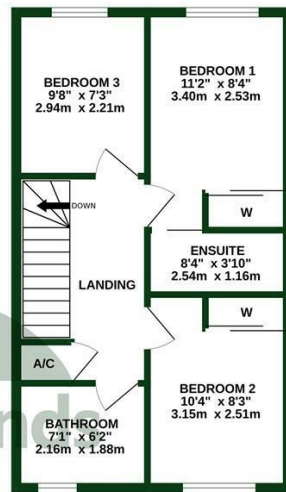 BEDROOM 3
9'8" x 7'3"
2.94m x 2.21m
BEDROOM 1
11'2" x 8'4"
3.40m x 2.53m
DOWN
W
ENSUITE
8'4" x 3'10"
2.54m x 1.16m
LANDING
W
A/C
BEDROOM 2
10'4" x 8'3"
3.15m x 2.51m
BATHROOM
7'1" x 6'2"
2.16m x 1.88m
nds